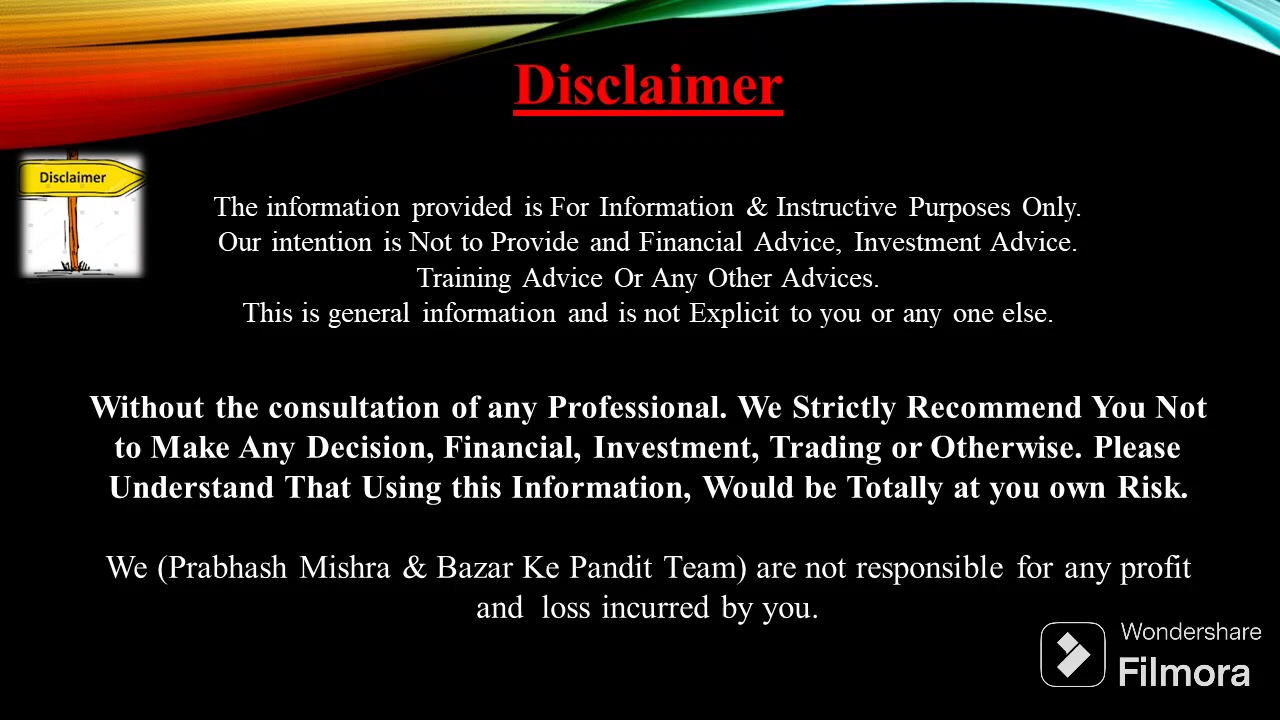 Disclaimer
Disclaimer
The information provided is For Information & Instructive Purposes Only.
Our intention is Not to Provide and Financial Advice, Investment Advice.
Training Advice Or Any Other Advices.
This is general information and is not Explicit to you or any one else.
Without the consultation of any Professional. We Strictly Recommend You Not
to Make Any Decision, Financial, Investment, Trading or Otherwise. Please
Understand That Using this Information, Would be Totally at you own Risk.
We (Prabhash Mishra & Bazar Ke Pandit Team) are not responsible for any profit
and loss incurred by you.
Wondershare
Filmora